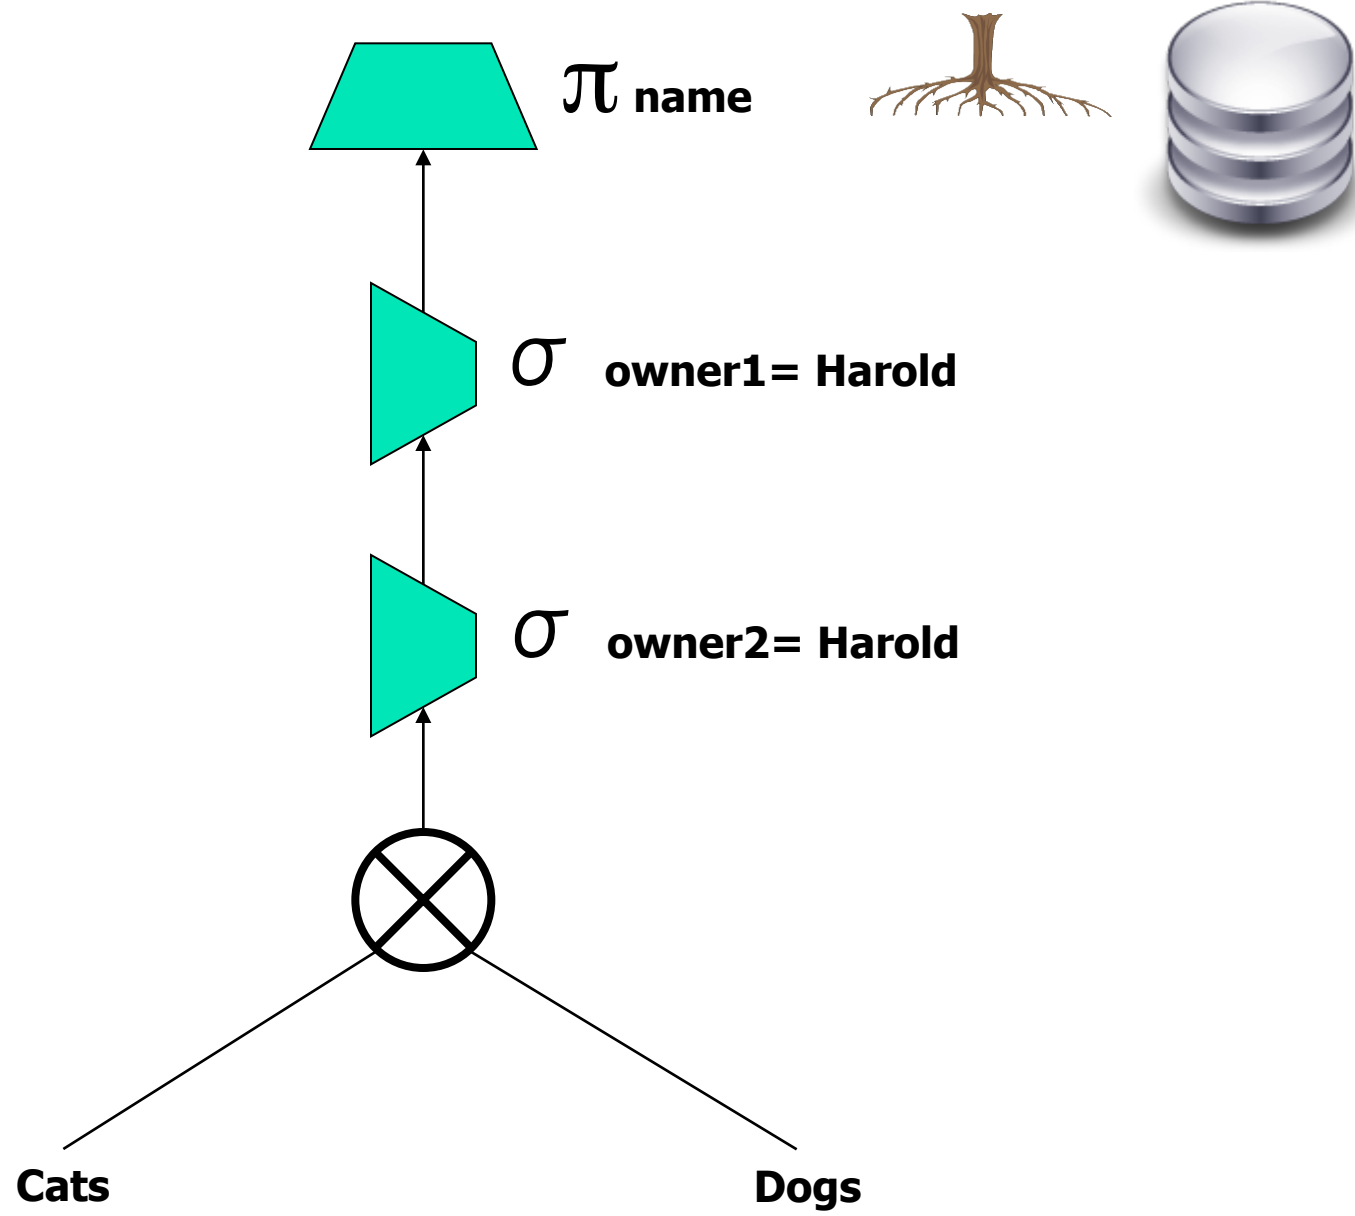 π name
σ owner1= Harold
σ owner2= Harold
Cats
Dogs